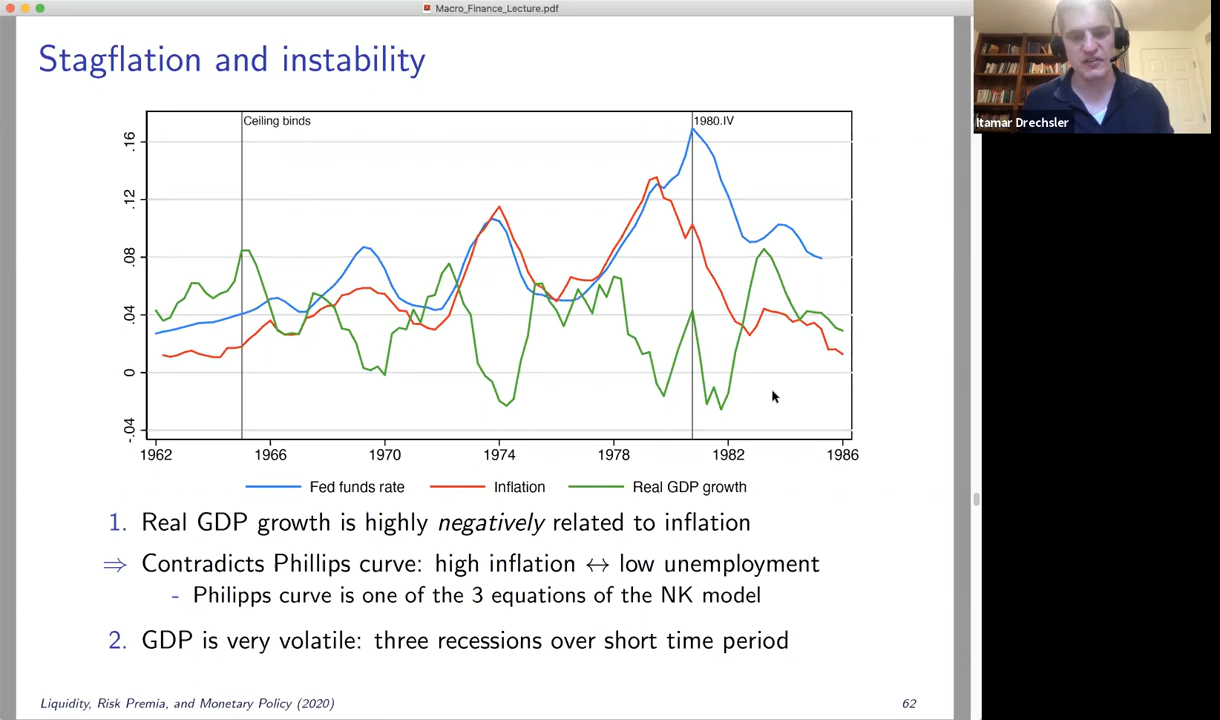 Macro_Finance_Lecture.pdf
Stagflation and instability
Itamar Drechsler
Ceiling binds
1980.IV
.16
.12
.08
.04
0
-.04
1962 1966 1970 1974 1978 1982 1986
Fed funds rate Inflation Real GDP growth
1. Real GDP growth is highly negatively related to inflation
⇒ Contradicts Phillips curve: high inflation ↔ low unemployment
- Philipps curve is one of the 3 equations of the NK model
2. GDP is very volatile: three recessions over short time period
Liquidity, Risk Premia, and Monetary Policy (2020) 62